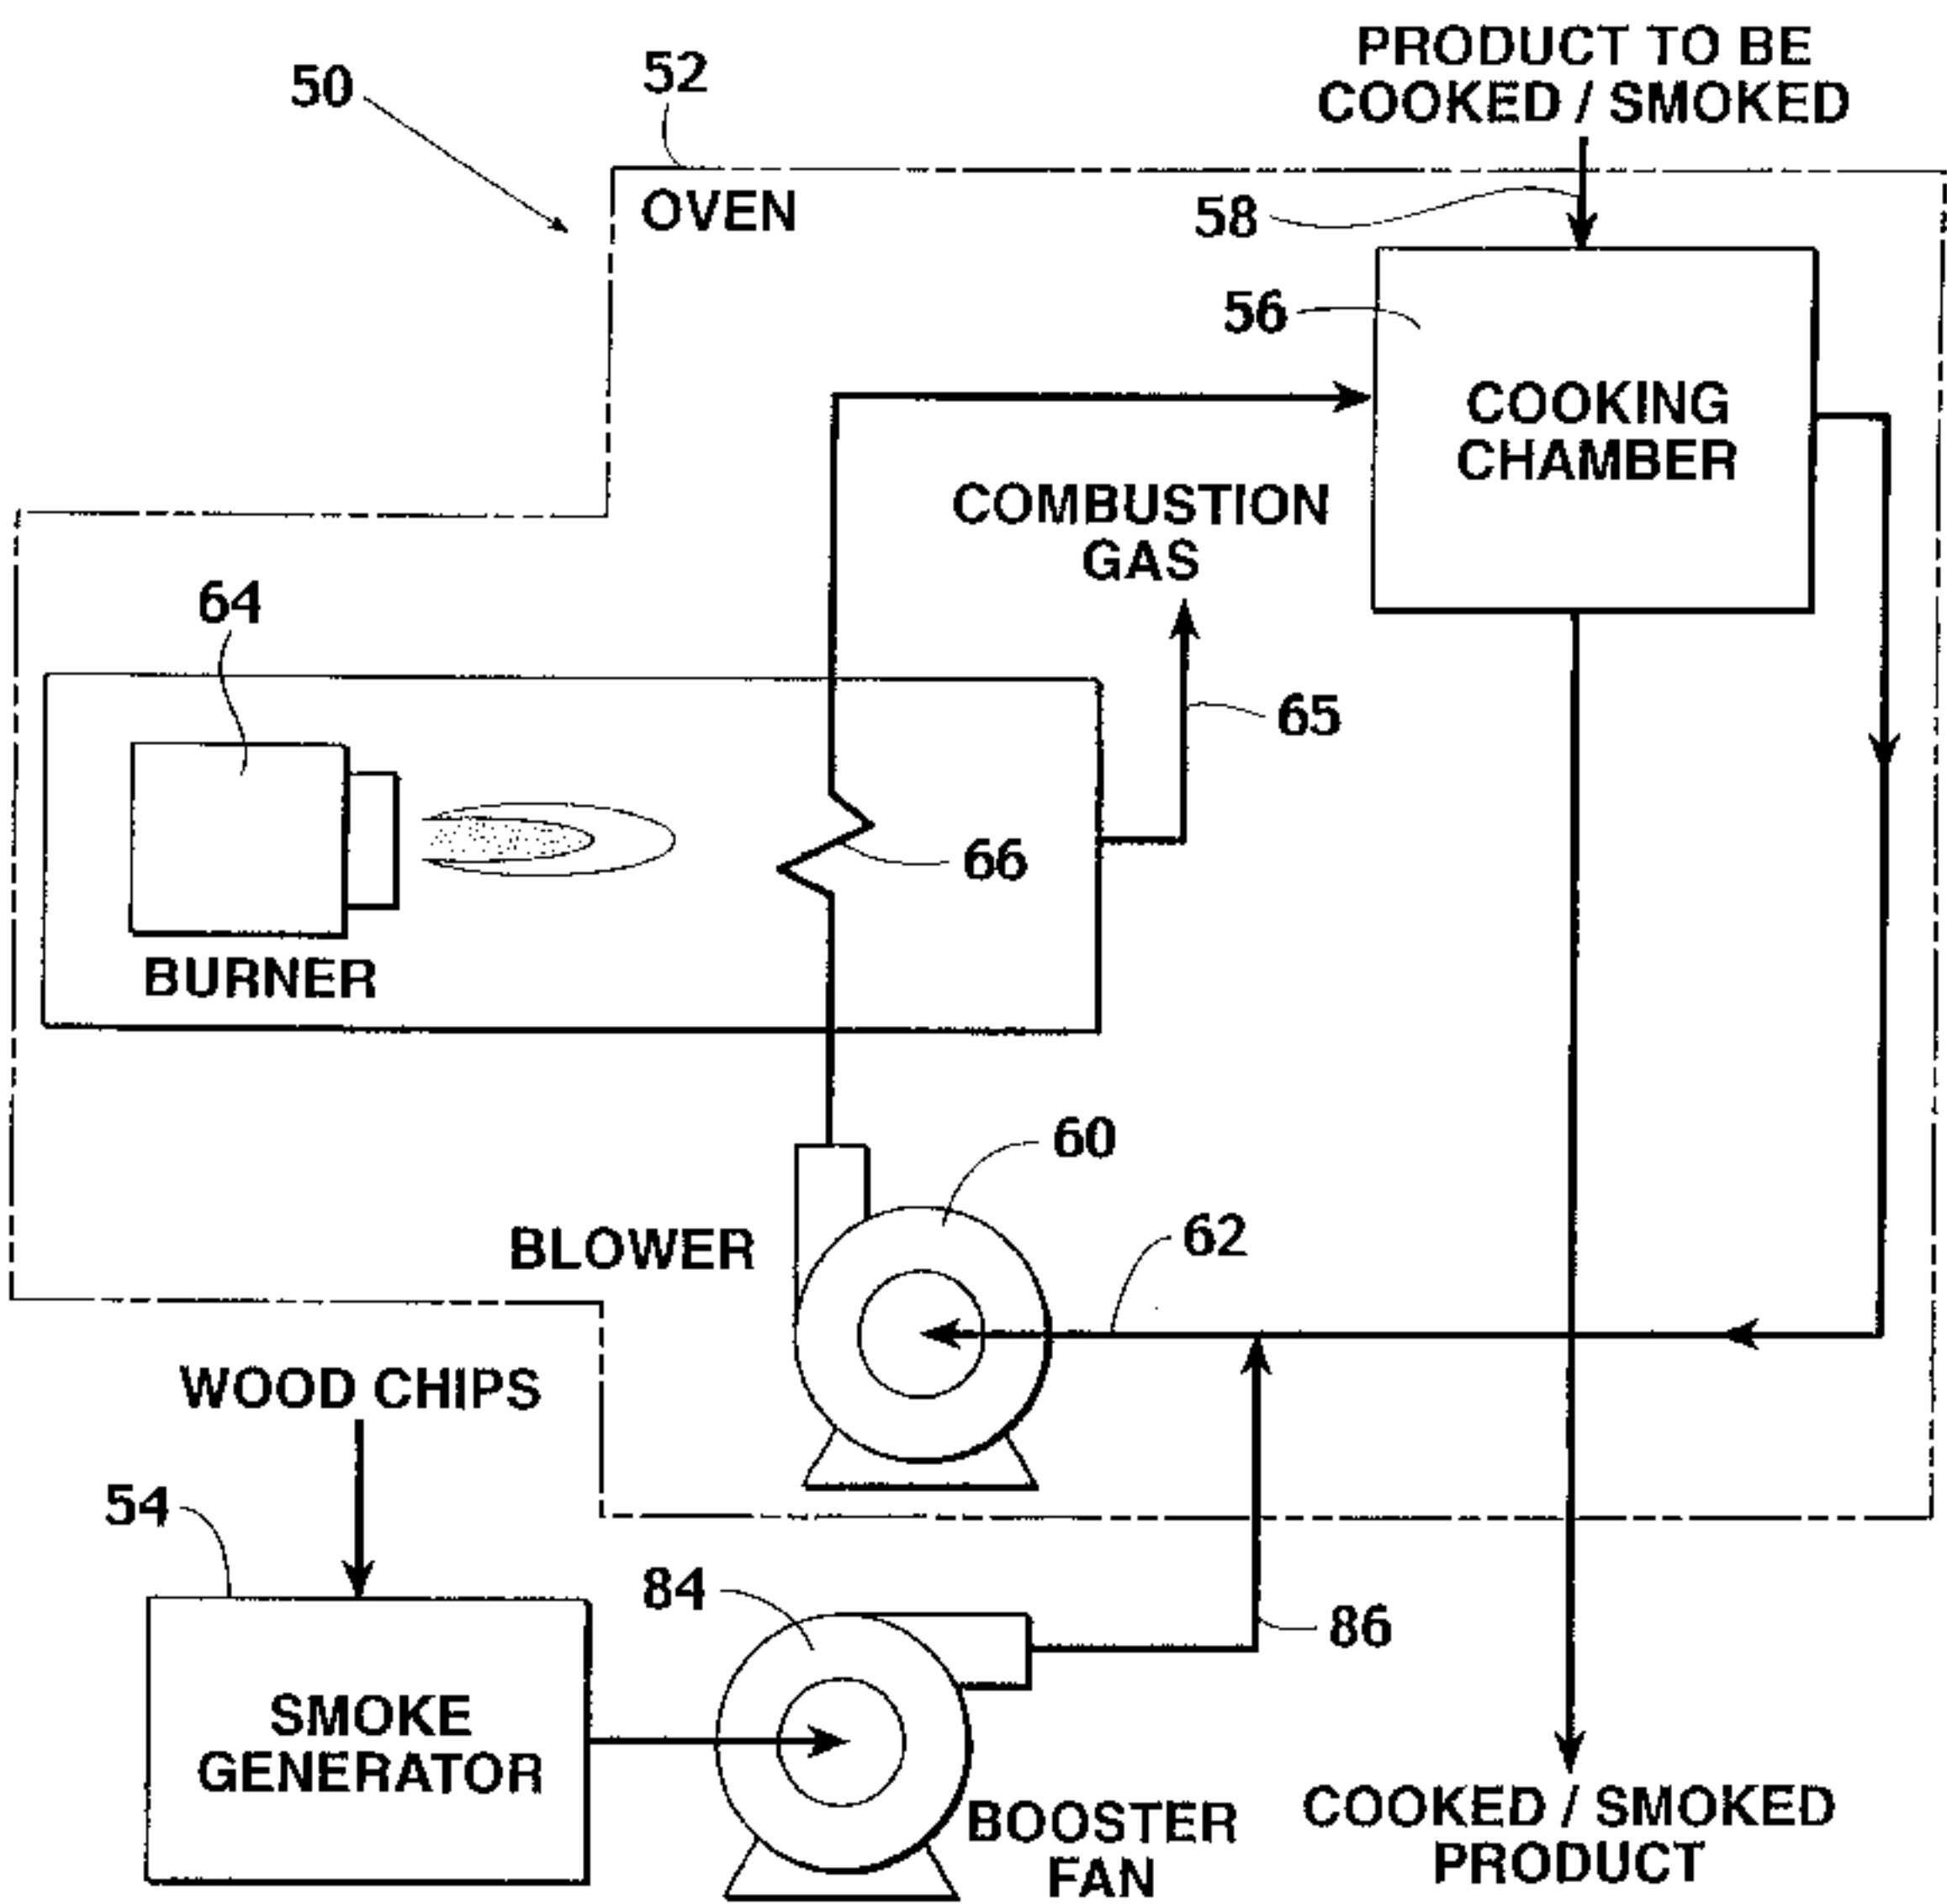 PRODUCT TO BE
COOKED / SMOKED
50
52
OVEN
58
56
COOKING
CHAMBER
COMBUSTION
GAS
64
65
66
BURNER
60
BLOWER
62
WOOD CHIPS
54
84
86
SMOKE
GENERATOR
BOOSTER
FAN
COOKED / SMOKED
PRODUCT